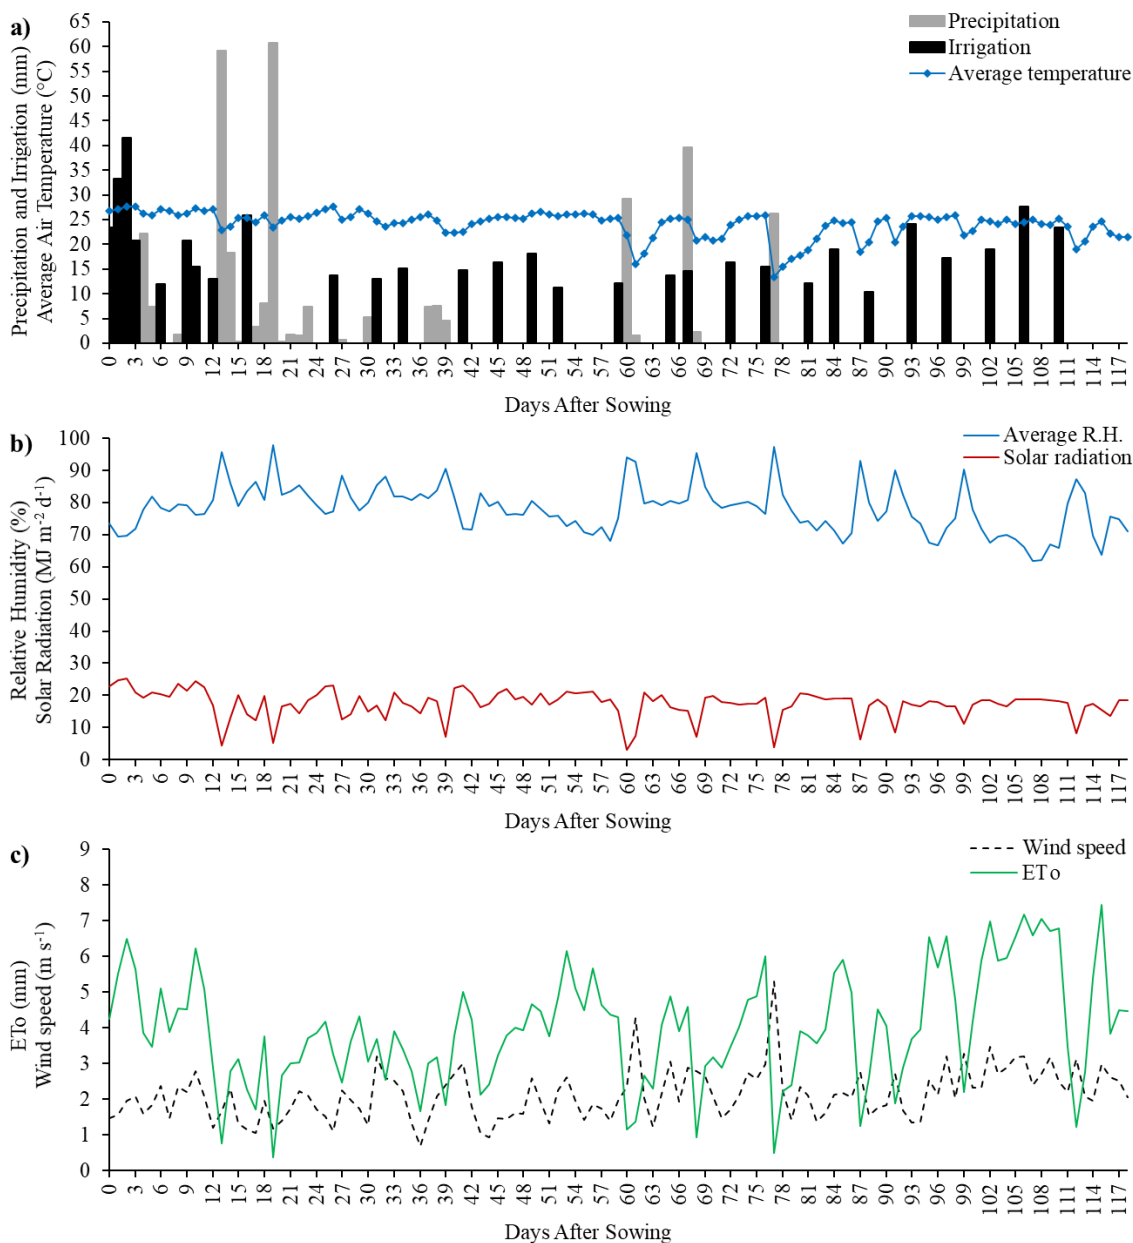 a)
Precipitation and Irrigation (mm)
Average Air Temperature (°C)
65
60
55
50
45
40
35
30
25
20
15
10
5
0
Precipitation
Irrigation
Average temperature
0 3 6 9 12 15 18 21 24 27 30 33 36 39 42 45 48 51 54 57 60 63 66 69 72 75 78 81 84 87 90 93 96 99 102 105 108 111 114 117
Days After Sowing
b)
Relative Humidity (%)
Solar Radiation (MJ m⁻² d⁻¹)
100
90
80
70
60
50
40
30
20
10
0
Average R.H.
Solar radiation
0 3 6 9 12 15 18 21 24 27 30 33 36 39 42 45 48 51 54 57 60 63 66 69 72 75 78 81 84 87 90 93 96 99 102 105 108 111 114 117
Days After Sowing
c)
ETo (mm)
Wind speed (m s⁻¹)
9
8
7
6
5
4
3
2
1
0
Wind speed
ETo
0 3 6 9 12 15 18 21 24 27 30 33 36 39 42 45 48 51 54 57 60 63 66 69 72 75 78 81 84 87 90 93 96 99 102 105 108 111 114 117
Days After Sowing